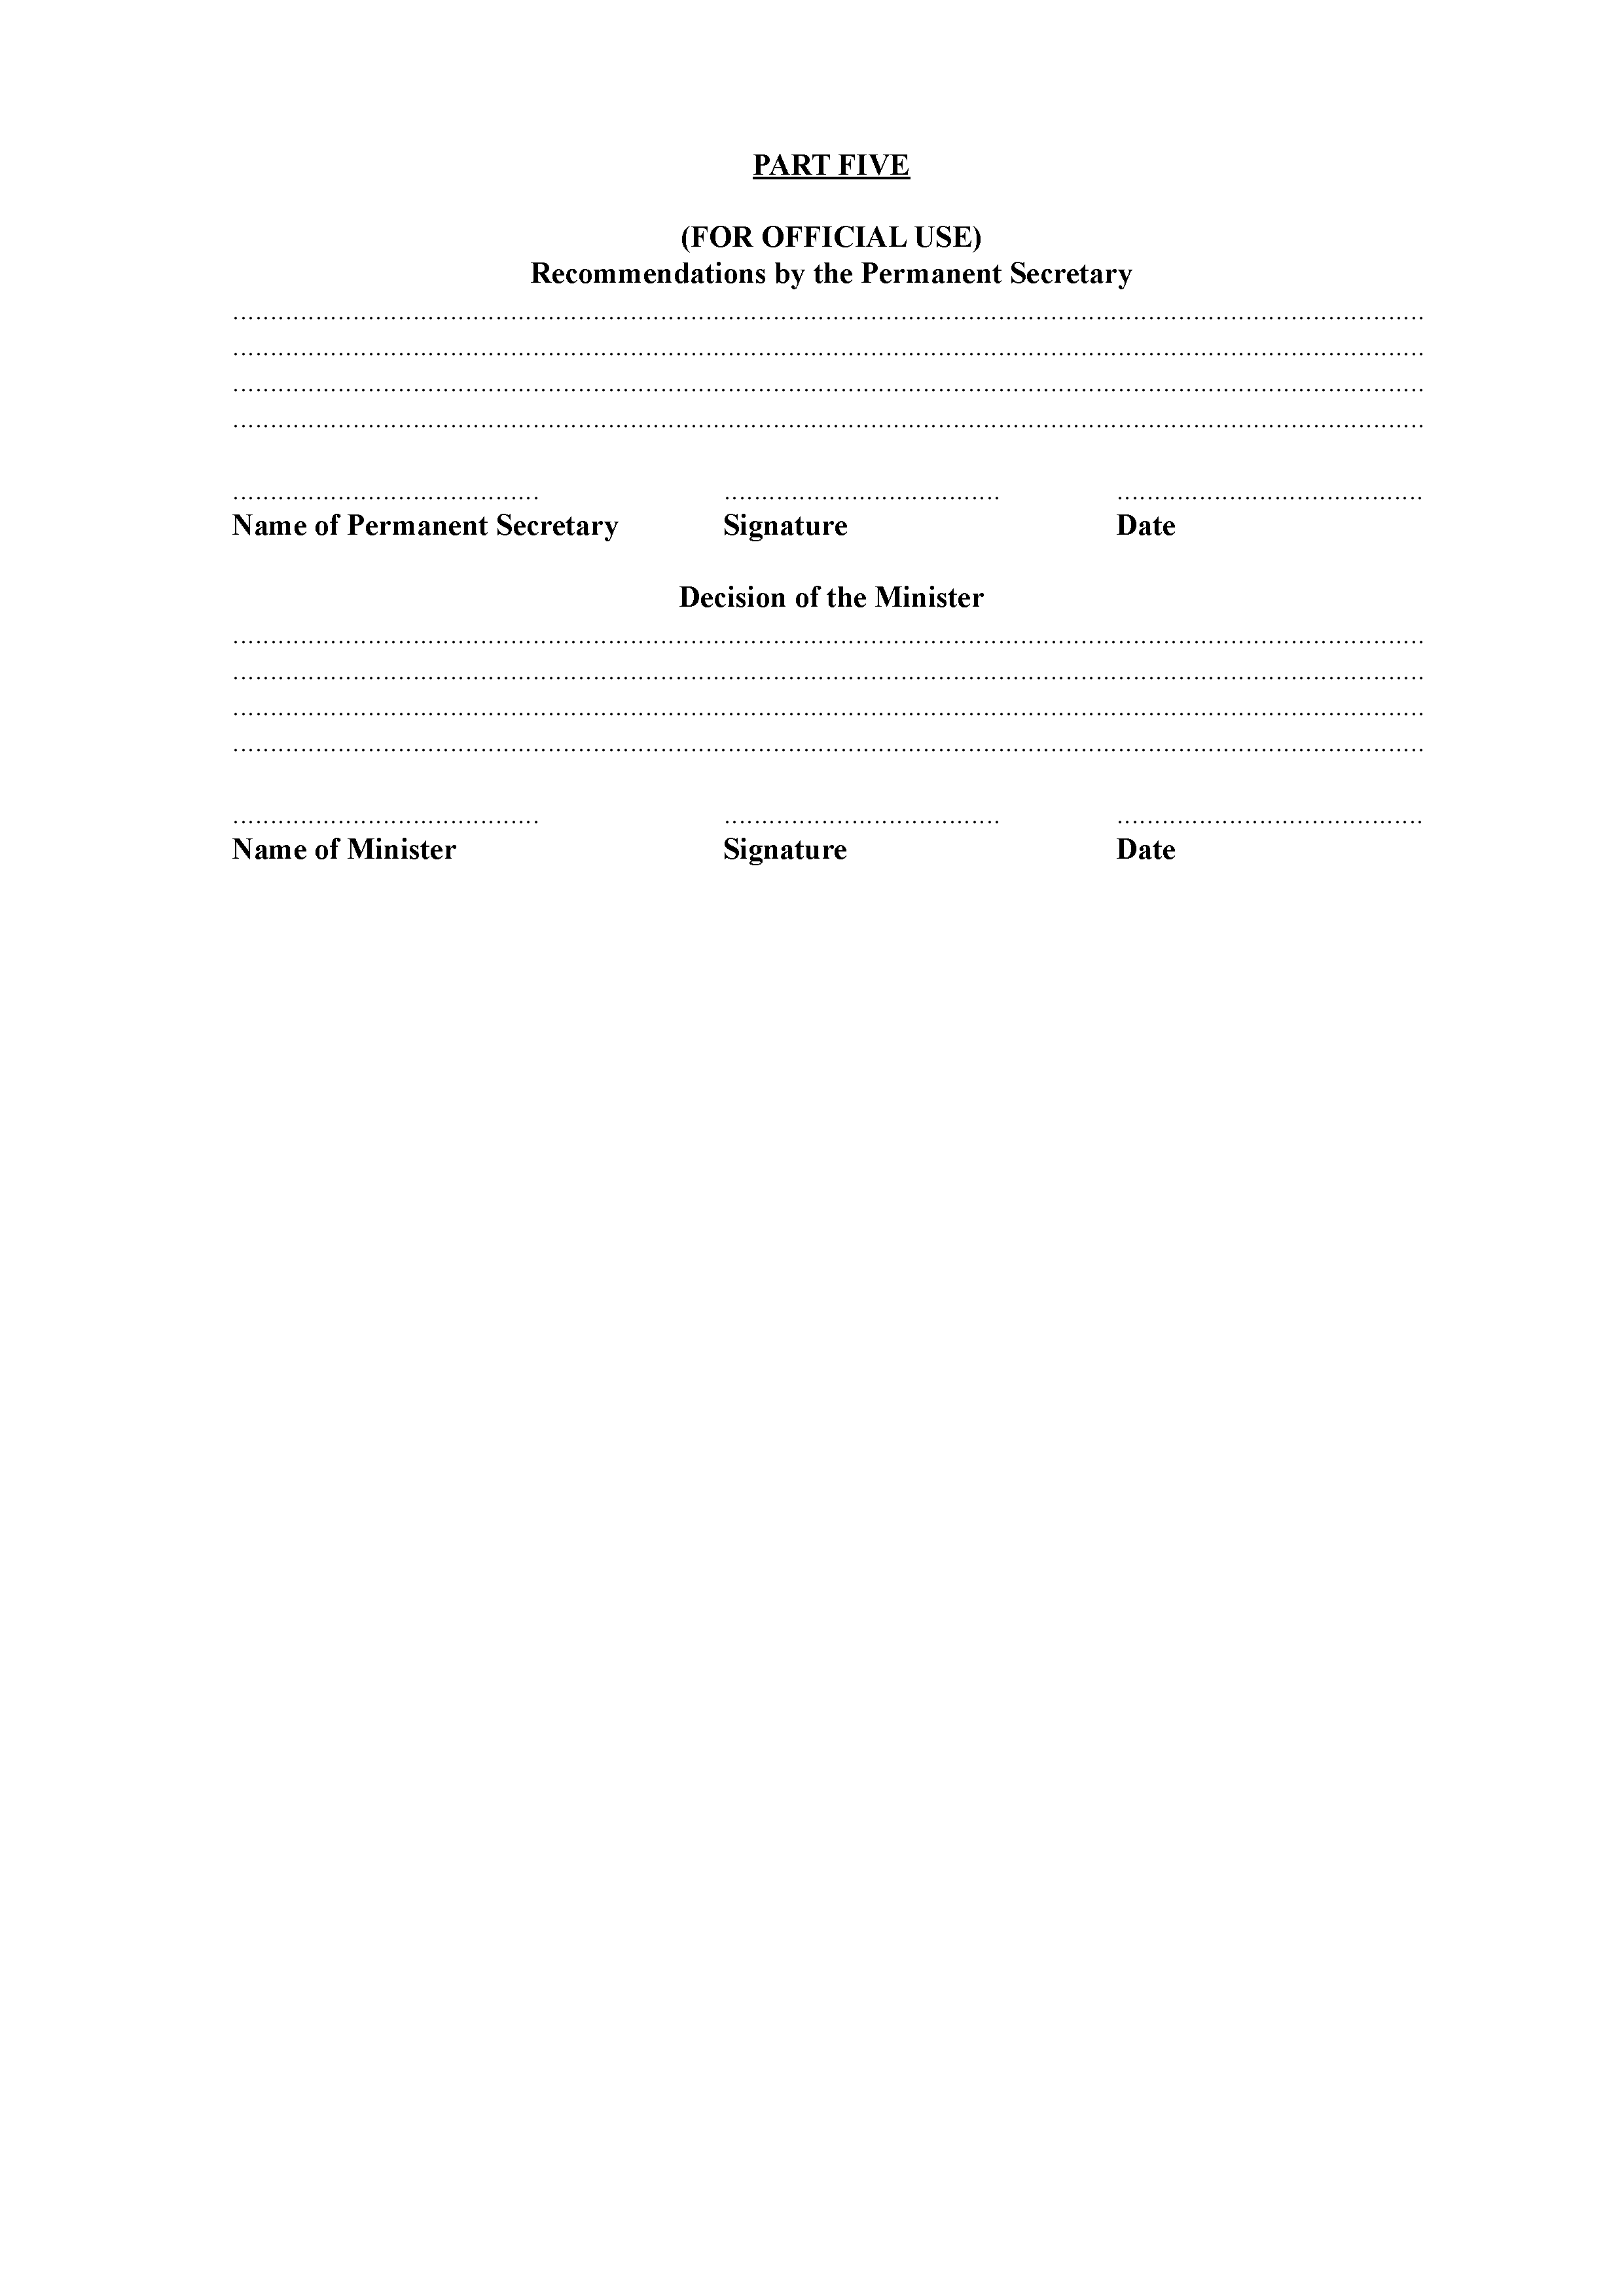 PART FIVE
(FOR OFFICIAL USE)
Recommendations by the Permanent Secretary
........................................................................................................................................................
........................................................................................................................................................
........................................................................................................................................................
........................................................................................................................................................
......................................... ..................................... .........................................
Name of Permanent Secretary Signature Date
Decision of the Minister
........................................................................................................................................................
........................................................................................................................................................
........................................................................................................................................................
........................................................................................................................................................
......................................... ..................................... .........................................
Name of Minister Signature Date